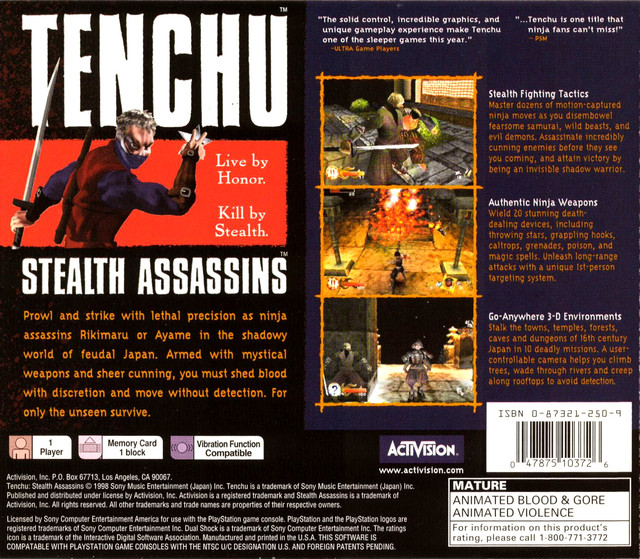 TENCHU™
Live by
Honor.
Kill by
Stealth.
STEALTH ASSASSINS™
Prowl and strike with lethal precision as ninja
assassins Rikimaru or Ayame in the shadowy
world of feudal Japan. Armed with mystical
weapons and sheer cunning, you must shed blood
with discretion and move without detection. For
only the unseen survive.
"The solid control, incredible graphics, and
unique gameplay experience make Tenchu
one of the sleeper games this year."
-ULTRA Game Players
"...Tenchu is one title that
ninja fans can't miss!"
- PSM
Stealth Fighting Tactics
Master dozens of motion-captured
ninja moves as you disembowel
fearsome samurai, wild beasts, and
evil demons. Assassinate incredibly
cunning enemies before they see
you coming, and attain victory by
being an invisible shadow warrior.
Authentic Ninja Weapons
Wield 20 stunning death-
dealing devices, including
throwing stars, grappling hooks,
caltrops, grenades, poison, and
magic spells. Unleash long-range
attacks with a unique 1st-person
targeting system.
Go-Anywhere 3-D Environments
Stalk the towns, temples, forests,
caves and dungeons of 16th century
Japan in 10 deadly missions. A user-
controllable camera helps you climb
trees, wade through rivers and creep
along rooftops to avoid detection.
?
1
Player
Memory Card
1 block
Vibration Function
Compatible
ACTIVISION.
www.activision.com
ISBN 0-87321-250-9
0 47875 10372 6
Activision, Inc. P.O. Box 67713, Los Angeles, CA 90067.
Tenchu: Stealth Assassins © 1998 Sony Music Entertainment (Japan) Inc. Tenchu is a trademark of Sony Music Entertainment (Japan) Inc.
Published and distributed under license by Activision, Inc. Activision is a registered trademark and Stealth Assassins is a trademark of
Activision, Inc. All rights reserved. All other trademarks and trade names are properties of their respective owners.
Licensed by Sony Computer Entertainment America for use with the PlayStation game console. PlayStation and the PlayStation logos are
registered trademarks of Sony Computer Entertainment Inc. Dual Shock is a trademark of Sony Computer Entertainment Inc. The ratings
icon is a trademark of the Interactive Digital Software Association. Manufactured and printed in the U.S.A. THIS SOFTWARE IS
COMPATIBLE WITH PLAYSTATION GAME CONSOLES WITH THE NTSC U/C DESIGNATION U.S. AND FOREIGN PATENTS PENDING.
MATURE
ANIMATED BLOOD & GORE
ANIMATED VIOLENCE
For information on this product's
rating, please call 1-800-771-3772